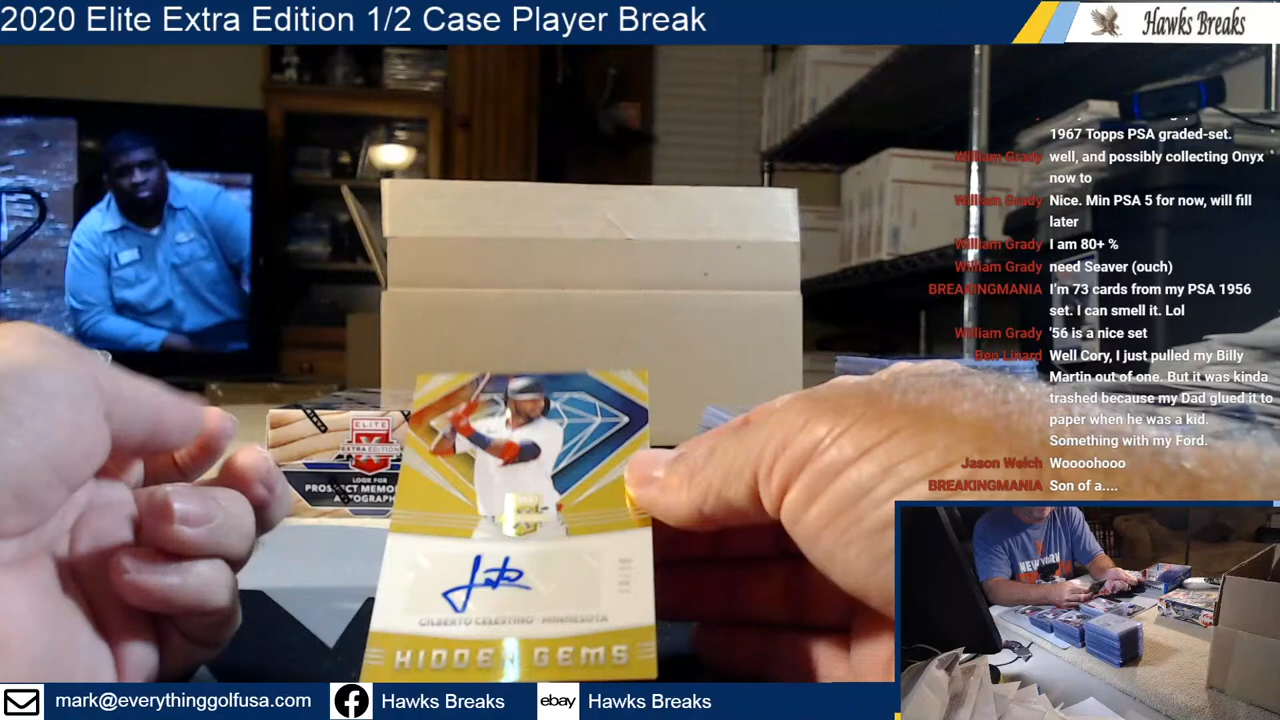 2020 Elite Extra Edition 1/2 Case Player Break
Hawks Breaks
1967 Topps PSA graded-set.
William Grady well, and possibly collecting Onyx
now to
William Grady Nice. Min PSA 5 for now, will fill
later
William Grady I am 80+ %
William Grady need Seaver (ouch)
BREAKINGMANIA I'm 73 cards from my PSA 1956
set. I can smell it. Lol
William Grady '56 is a nice set
Ben Linard Well Cory, I just pulled my Billy
Martin out of one. But it was kinda
trashed because my Dad glued it to
paper when he was a kid.
Something with my Ford.
Jason Welch Woooohooo
BREAKINGMANIA Son of a....
ELITE
EXTRA EDITION
LOOK FOR
GILBERTO CELESTINO · MINNESOTA
HIDDEN GEMS
NEW YORK
mark@everythinggolfusa.com
Hawks Breaks
ebay
Hawks Breaks